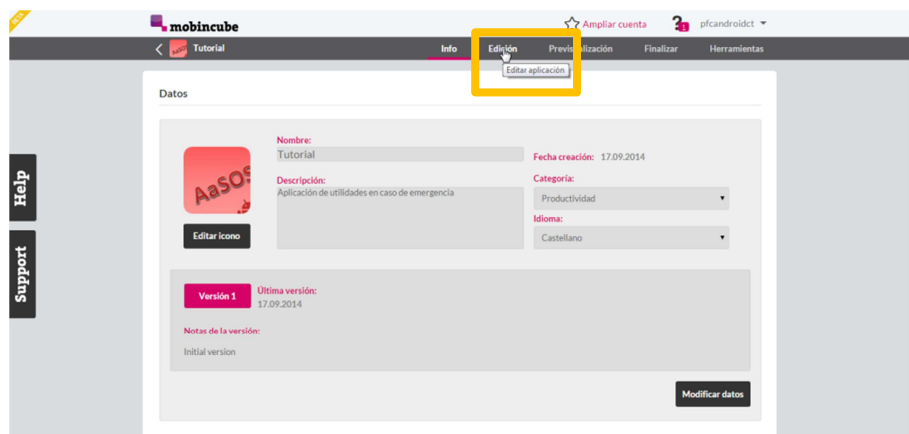 BETA
mobincube
Ampliar cuenta
pfcandroidct
Tutorial
Info Edición Previsualización Finalizar Herramientas
Editar aplicación
Datos
Nombre:
Tutorial
Fecha creación: 17.09.2014
Descripción:
Aplicación de utilidades en caso de emergencia
Categoría:
Productividad
Idioma:
Castellano
AaSOS
Editar icono
Versión 1
Última versión:
17.09.2014
Notas de la versión:
Initial version
Modificar datos
Help
Support